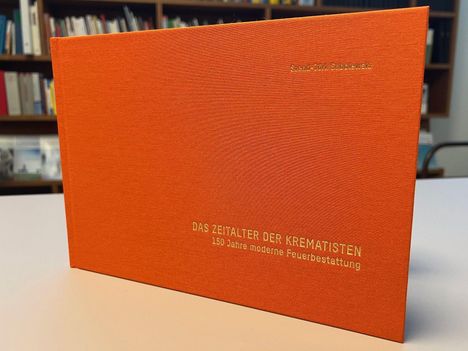 DAS ZEITALTER DER KREMATISTEN
150 Jahre moderne Feuerbestattung